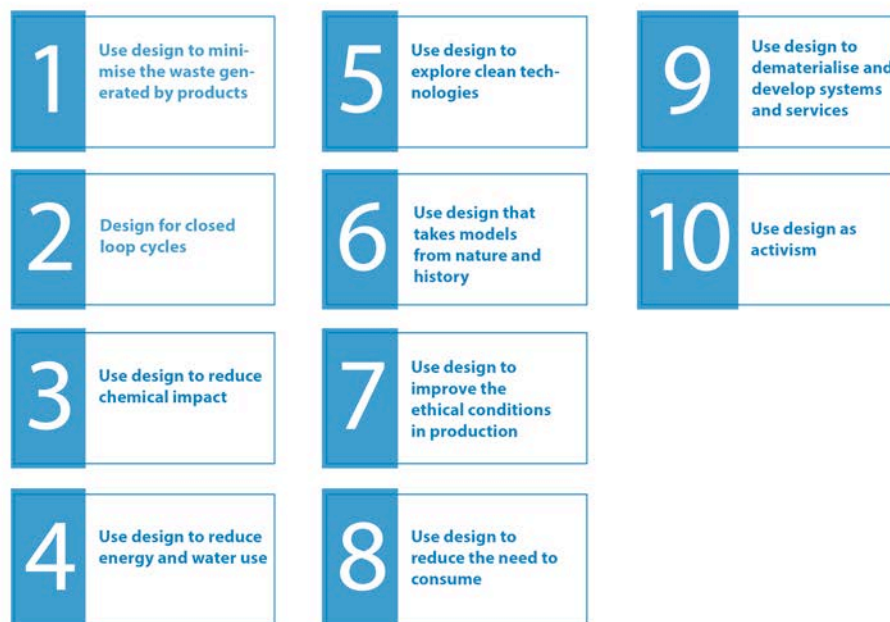 1
Use design to mini-
mise the waste gen-
erated by products
2
Design for closed
loop cycles
3
Use design to reduce
chemical impact
4
Use design to reduce
energy and water use
5
Use design to
explore clean tech-
nologies
6
Use design that
takes models
from nature and
history
7
Use design to
improve the
ethical conditions
in production
8
Use design to
reduce the need to
consume
9
Use design to
dematerialise and
develop systems
and services
10
Use design as
activism